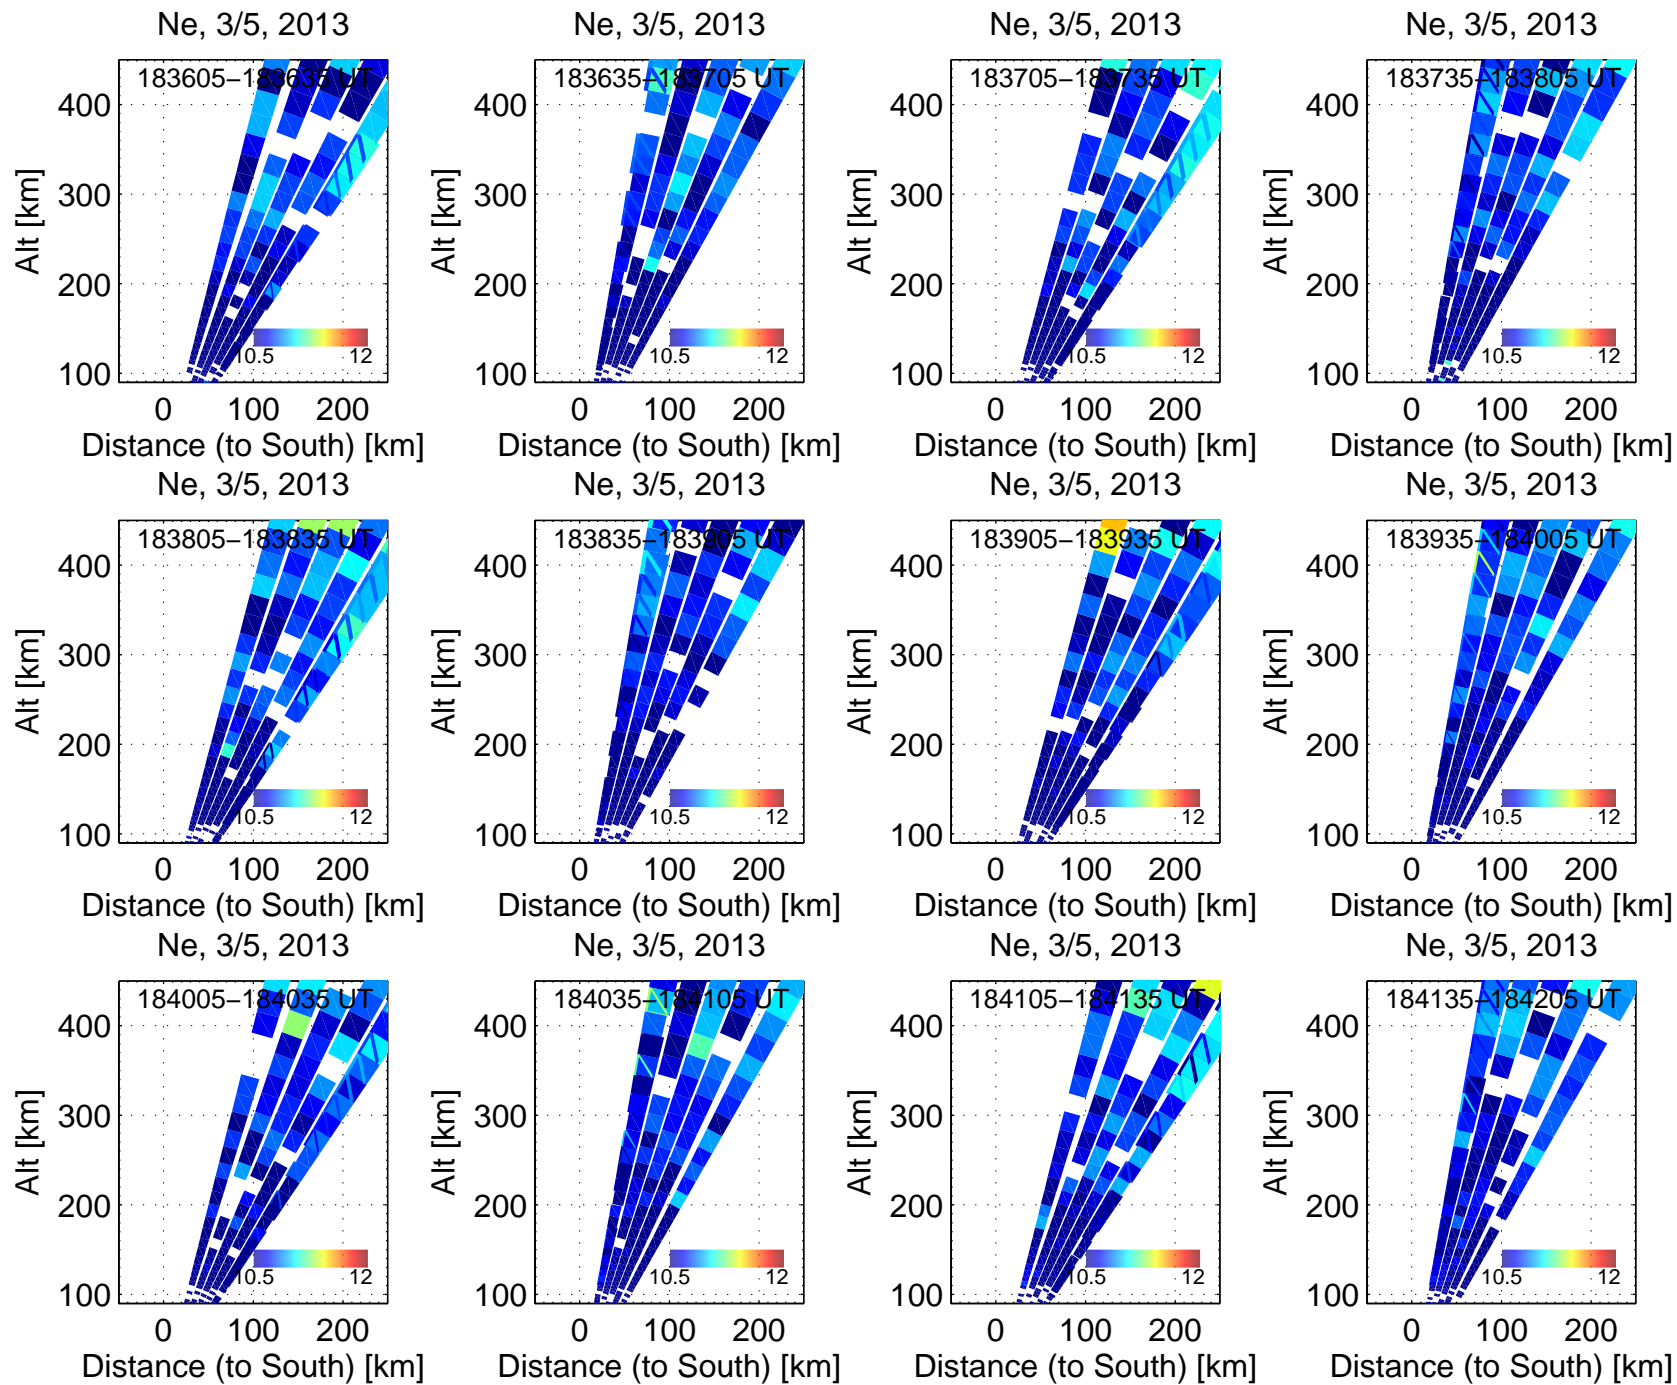 Ne, 3/5, 2013 Ne, 3/5, 2013 Ne, 3/5, 2013 Ne, 3/5, 2013
183605−183635 UT 183635−183705 UT 183705−183735 UT 183735−183805 UT
400 400 400 400
300 300 300 300
Alt [km] Alt [km] Alt [km] Alt [km]
200 200 200 200
10.5 12 10.5 12 10.5 12 10.5 12
100 100 100 100
0 100 200 0 100 200 0 100 200 0 100 200
Distance (to South) [km] Distance (to South) [km] Distance (to South) [km] Distance (to South) [km]
Ne, 3/5, 2013 Ne, 3/5, 2013 Ne, 3/5, 2013 Ne, 3/5, 2013
183805−183835 UT 183835−183905 UT 183905−183935 UT 183935−184005 UT
400 400 400 400
300 300 300 300
Alt [km] Alt [km] Alt [km] Alt [km]
200 200 200 200
10.5 12 10.5 12 10.5 12 10.5 12
100 100 100 100
0 100 200 0 100 200 0 100 200 0 100 200
Distance (to South) [km] Distance (to South) [km] Distance (to South) [km] Distance (to South) [km]
Ne, 3/5, 2013 Ne, 3/5, 2013 Ne, 3/5, 2013 Ne, 3/5, 2013
184005−184035 UT 184035−184105 UT 184105−184135 UT 184135−184205 UT
400 400 400 400
300 300 300 300
Alt [km] Alt [km] Alt [km] Alt [km]
200 200 200 200
10.5 12 10.5 12 10.5 12 10.5 12
100 100 100 100
0 100 200 0 100 200 0 100 200 0 100 200
Distance (to South) [km] Distance (to South) [km] Distance (to South) [km] Distance (to South) [km]